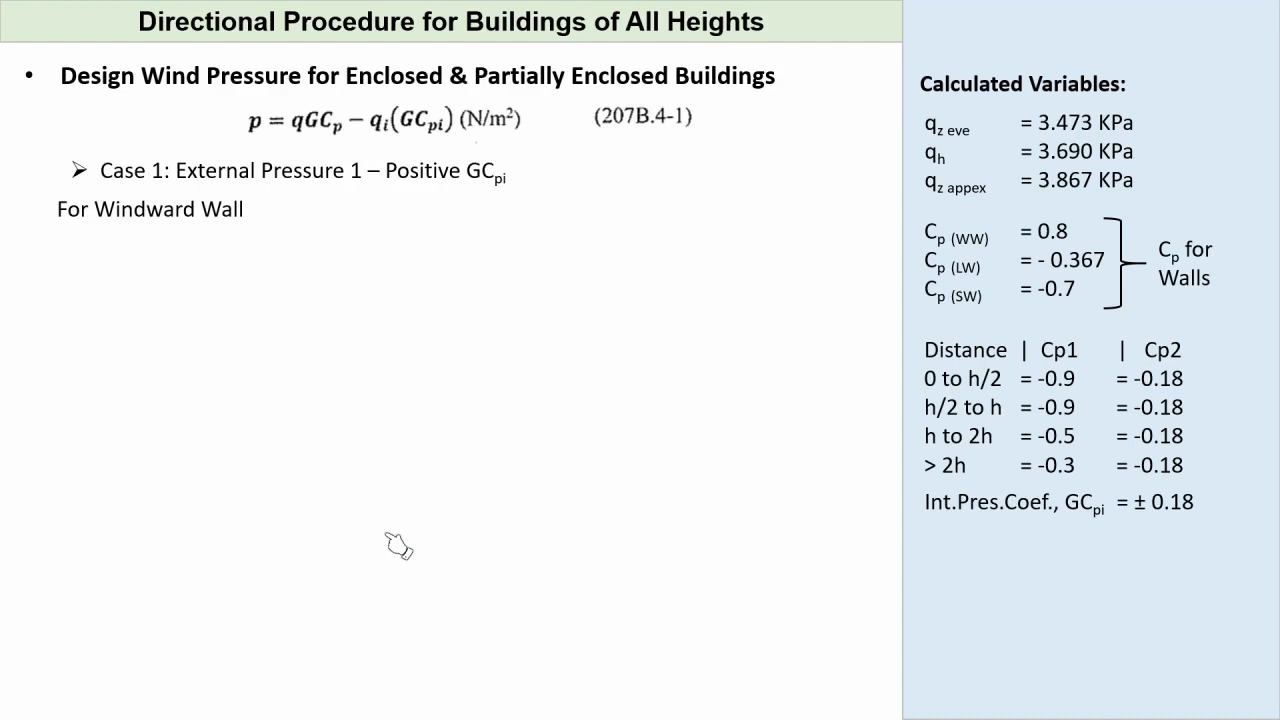 Directional Procedure for Buildings of All Heights
• Design Wind Pressure for Enclosed & Partially Enclosed Buildings
p = qGCp − qi(GCpi) (N/m²) (207B.4-1)
➢ Case 1: External Pressure 1 – Positive GCpi
For Windward Wall
Calculated Variables:
qz eve = 3.473 KPa
qh = 3.690 KPa
qz appex = 3.867 KPa
Cp (WW) = 0.8
Cp (LW) = - 0.367
Cp (SW) = -0.7
Cp for
Walls
Distance | Cp1 | Cp2
0 to h/2 = -0.9 = -0.18
h/2 to h = -0.9 = -0.18
h to 2h = -0.5 = -0.18
> 2h = -0.3 = -0.18
Int.Pres.Coef., GCpi = ± 0.18